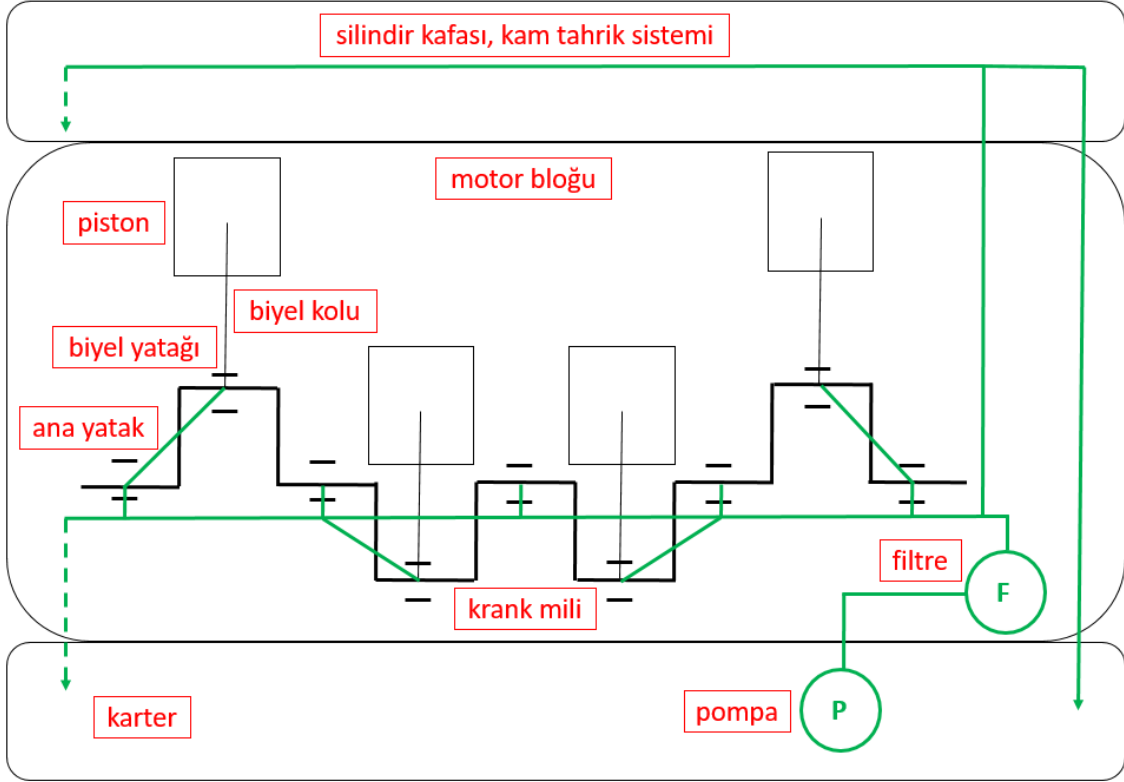 silindir kafası, kam tahrik sistemi
motor bloğu
piston
biyel kolu
biyel yatağı
ana yatak
filtre
F
krank mili
karter
pompa
P